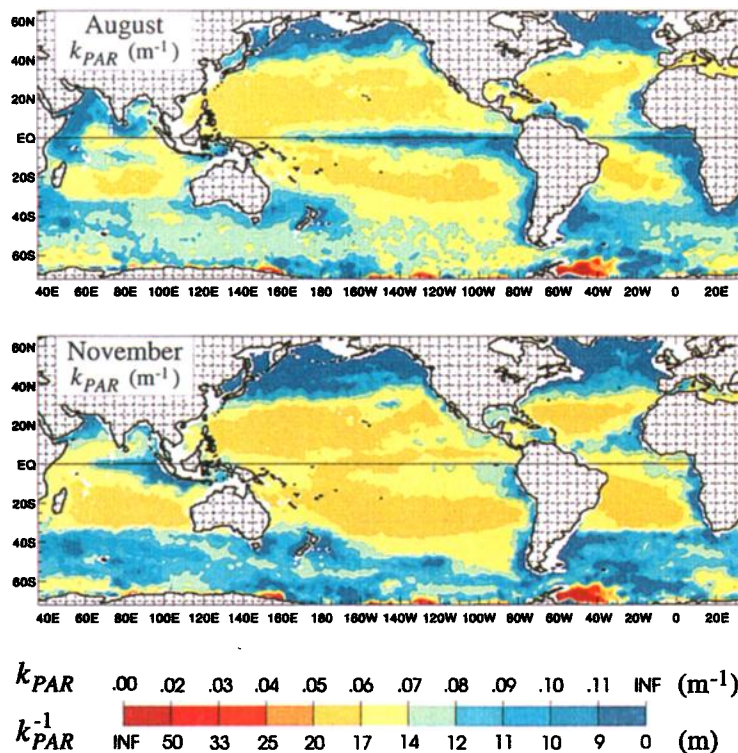 August
k_PAR (m⁻¹)
60N
40N
20N
EQ
20S
40S
60S
40E 60E 80E 100E 120E 140E 160E 180 160W 140W 120W 100W 80W 60W 40W 20W 0 20E
November
k_PAR (m⁻¹)
60N
40N
20N
EQ
20S
40S
60S
40E 60E 80E 100E 120E 140E 160E 180 160W 140W 120W 100W 80W 60W 40W 20W 0 20E
k_PAR .00 .02 .03 .04 .05 .06 .07 .08 .09 .10 .11 INF (m⁻¹)
k_PAR⁻¹ INF 50 33 25 20 17 14 12 11 10 9 0 (m)